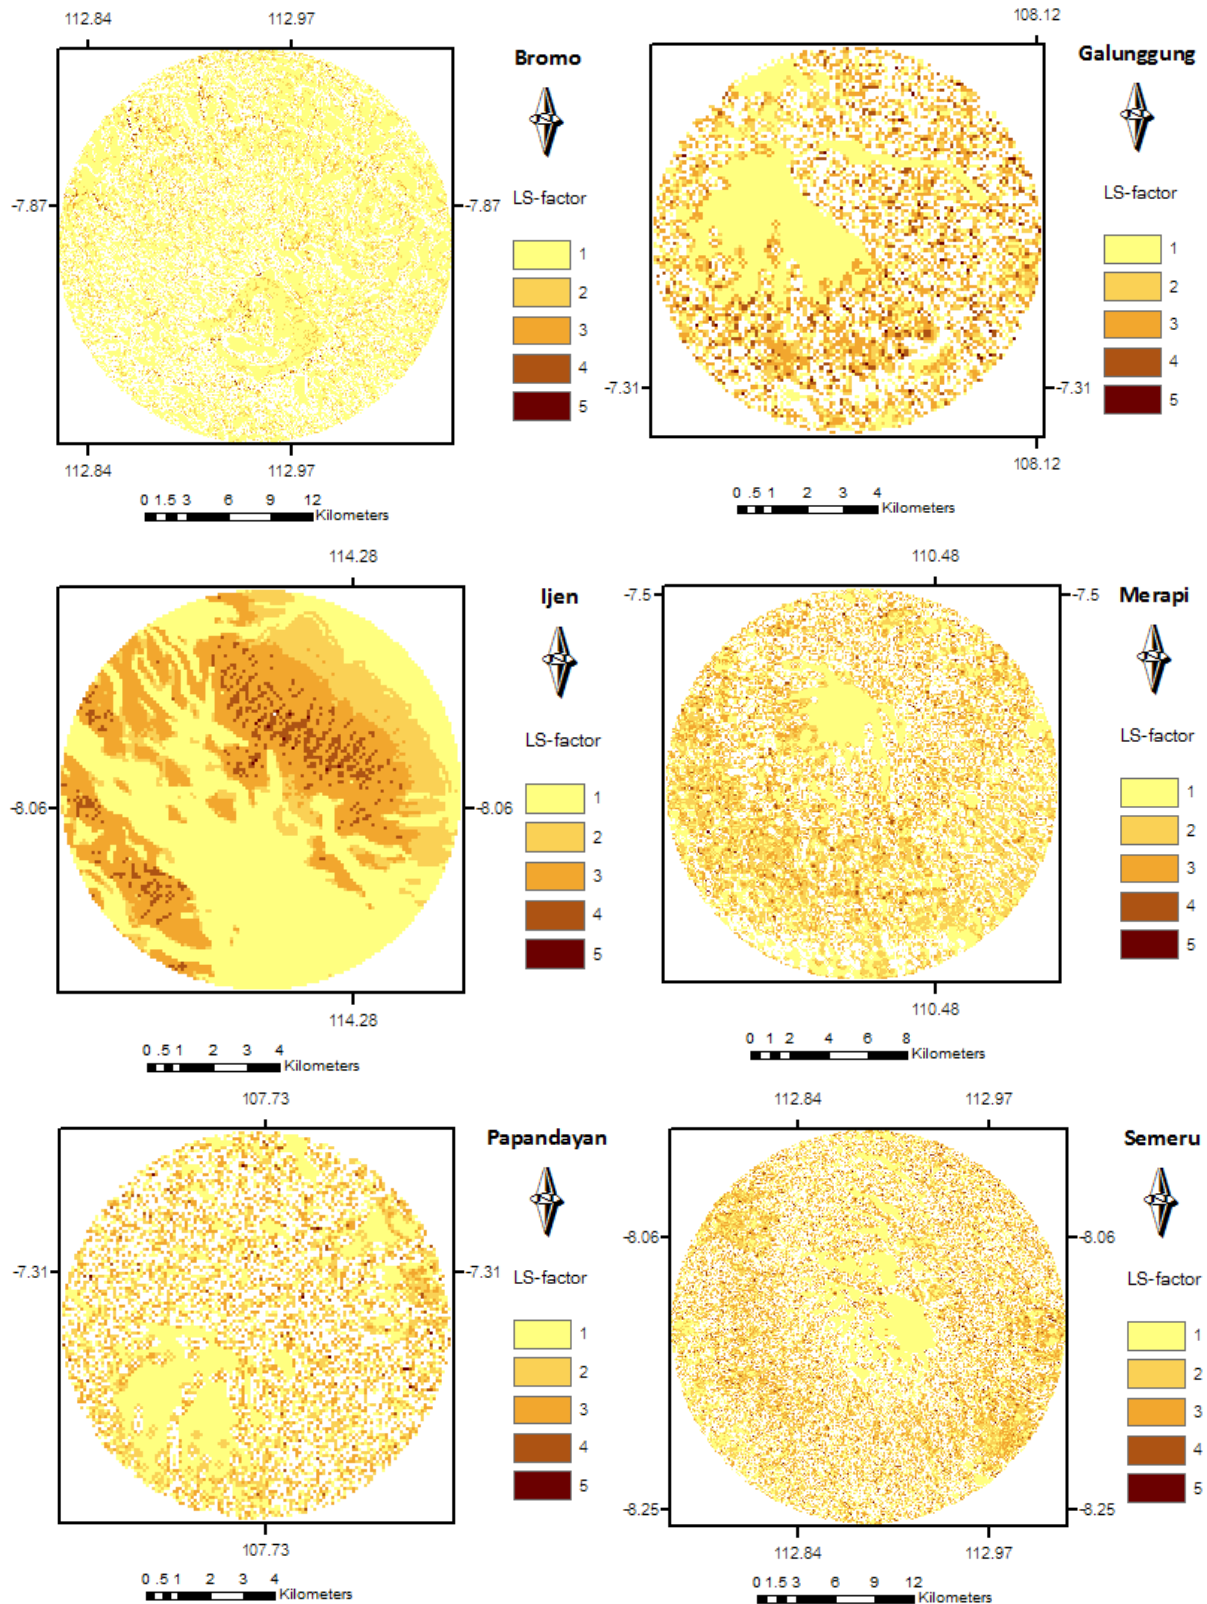 112.84 112.97
Bromo
-7.87 -7.87
N
LS-factor
1
2
3
4
5
112.84 112.97
0 1.5 3 6 9 12
Kilometers
108.12
Galunggung
N
LS-factor
1
2
3
4
5
-7.31 -7.31
108.12
0 .5 1 2 3 4
Kilometers
114.28
Ijen
N
LS-factor
-8.06 -8.06
1
2
3
4
5
114.28
0 .5 1 2 3 4
Kilometers
110.48
-7.5 -7.5
Merapi
N
LS-factor
1
2
3
4
5
110.48
0 1 2 4 6 8
Kilometers
107.73
Papandayan
N
-7.31 -7.31
LS-factor
1
2
3
4
5
107.73
0 .5 1 2 3 4
Kilometers
112.84 112.97
Semeru
N
-8.06 -8.06
LS-factor
1
2
3
4
5
-8.25 -8.25
112.84 112.97
0 1.5 3 6 9 12
Kilometers